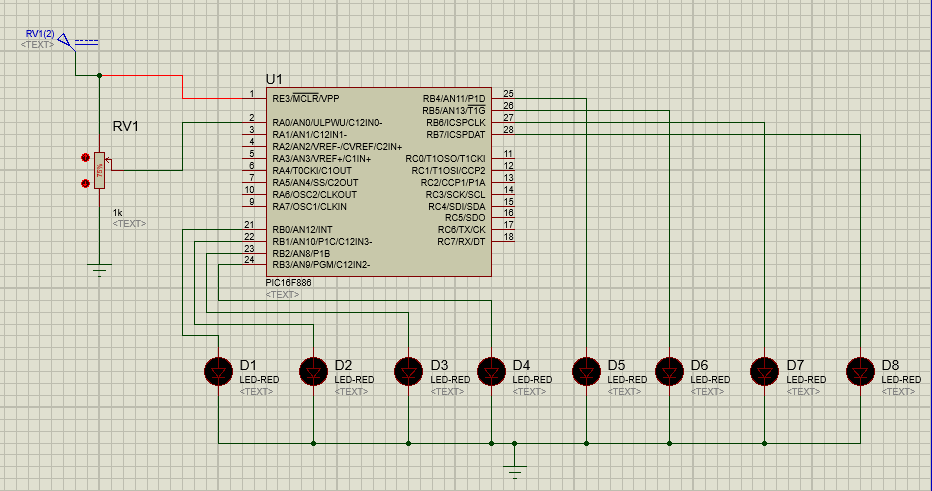 RV1(2)
<TEXT>
U1
1 RE3/MCLR/VPP
2 RA0/AN0/ULPWU/C12IN0-
3 RA1/AN1/C12IN1-
4 RA2/AN2/VREF-/CVREF/C2IN+
5 RA3/AN3/VREF+/C1IN+
6 RA4/T0CKI/C1OUT
7 RA5/AN4/SS/C2OUT
10 RA6/OSC2/CLKOUT
9 RA7/OSC1/CLKIN
21 RB0/AN12/INT
22 RB1/AN10/P1C/C12IN3-
23 RB2/AN8/P1B
24 RB3/AN9/PGM/C12IN2-
RB4/AN11/P1D 25
RB5/AN13/T1G 26
RB6/ICSPCLK 27
RB7/ICSPDAT 28
RC0/T1OSO/T1CKI 11
RC1/T1OSI/CCP2 12
RC2/CCP1/P1A 13
RC3/SCK/SCL 14
RC4/SDI/SDA 15
RC5/SDO 16
RC6/TX/CK 17
RC7/RX/DT 18
PIC16F886
<TEXT>
RV1
75%
1k
<TEXT>
D1
LED-RED
<TEXT>
D2
LED-RED
<TEXT>
D3
LED-RED
<TEXT>
D4
LED-RED
<TEXT>
D5
LED-RED
<TEXT>
D6
LED-RED
<TEXT>
D7
LED-RED
<TEXT>
D8
LED-RED
<TEXT>